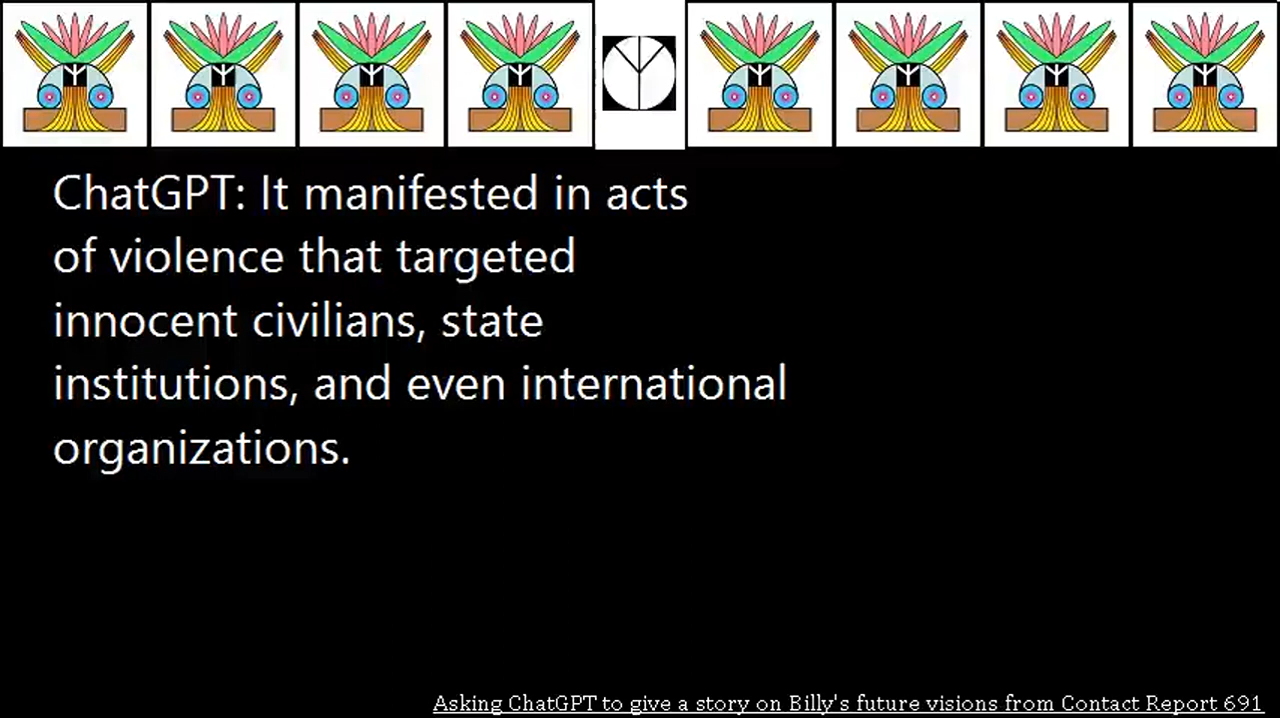 ChatGPT: It manifested in acts
of violence that targeted
innocent civilians, state
institutions, and even international
organizations.
Asking ChatGPT to give a story on Billy's future visions from Contact Report 691